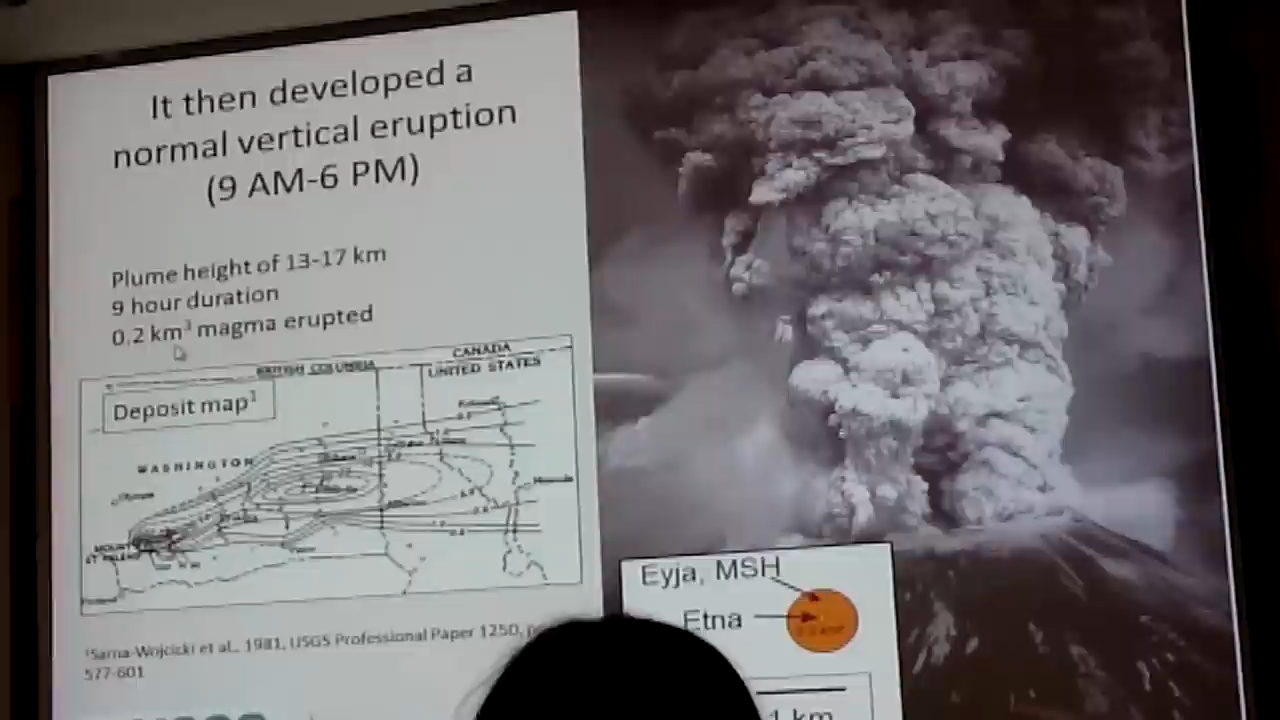 It then developed a
normal vertical eruption
(9 AM-6 PM)
Plume height of 13-17 km
9 hour duration
0.2 km³ magma erupted
BRITISH COLUMBIA
CANADA
UNITED STATES
Deposit map¹
WASHINGTON
MOUNT
ST HELENS
Eyja, MSH
Etna
1 km
¹Sarna-Wojcicki et al., 1981, USGS Professional Paper 1250,
577-601